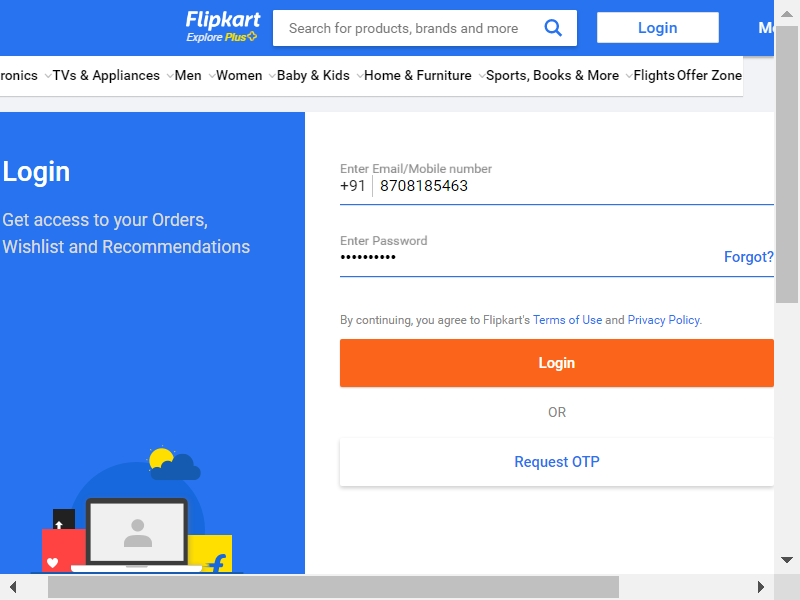 Flipkart
Explore Plus
Search for products, brands and more
Login
ronics
TVs & Appliances
Men
Women
Baby & Kids
Home & Furniture
Sports, Books & More
Flights
Offer Zone
Login
Get access to your Orders,
Wishlist and Recommendations
Enter Email/Mobile number
+91 8708185463
Enter Password
••••••••••
Forgot?
By continuing, you agree to Flipkart's Terms of Use and Privacy Policy.
Login
OR
Request OTP